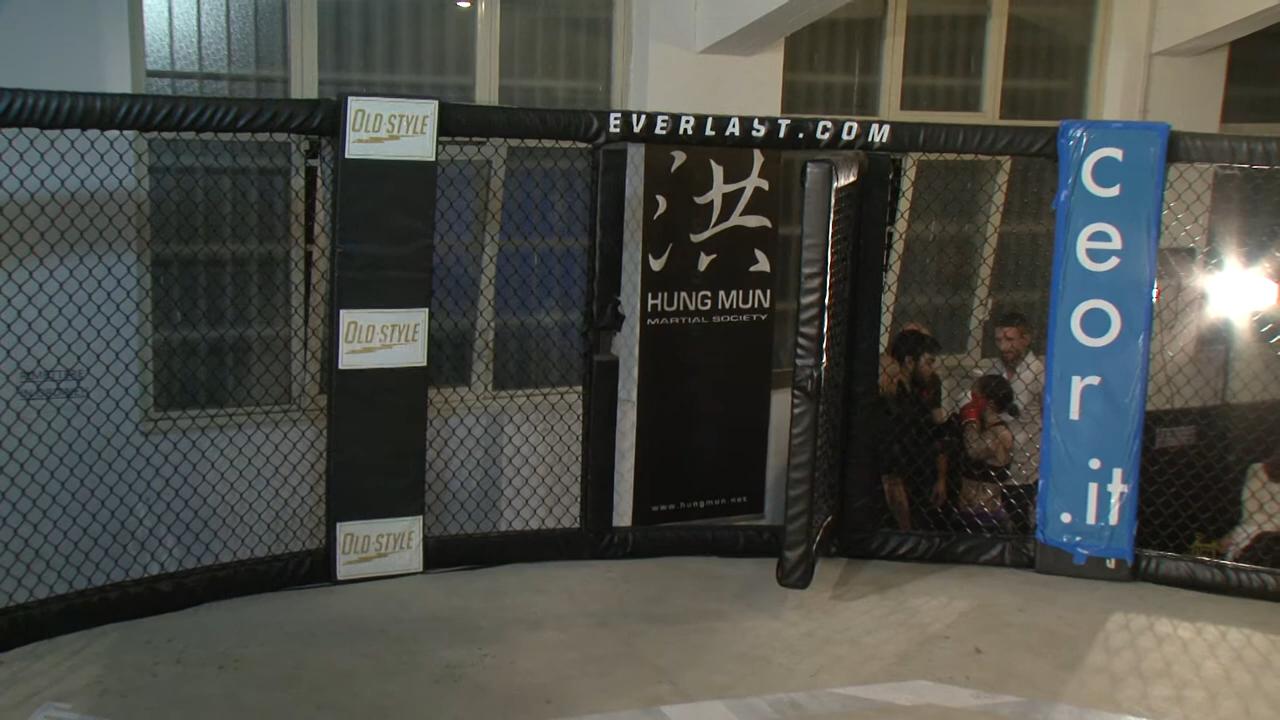 OLD·STYLE
OLD·STYLE
OLD·STYLE
EVERLAST.COM
洪
HUNG MUN
MARTIAL SOCIETY
www.hungmun.net
ceor.it